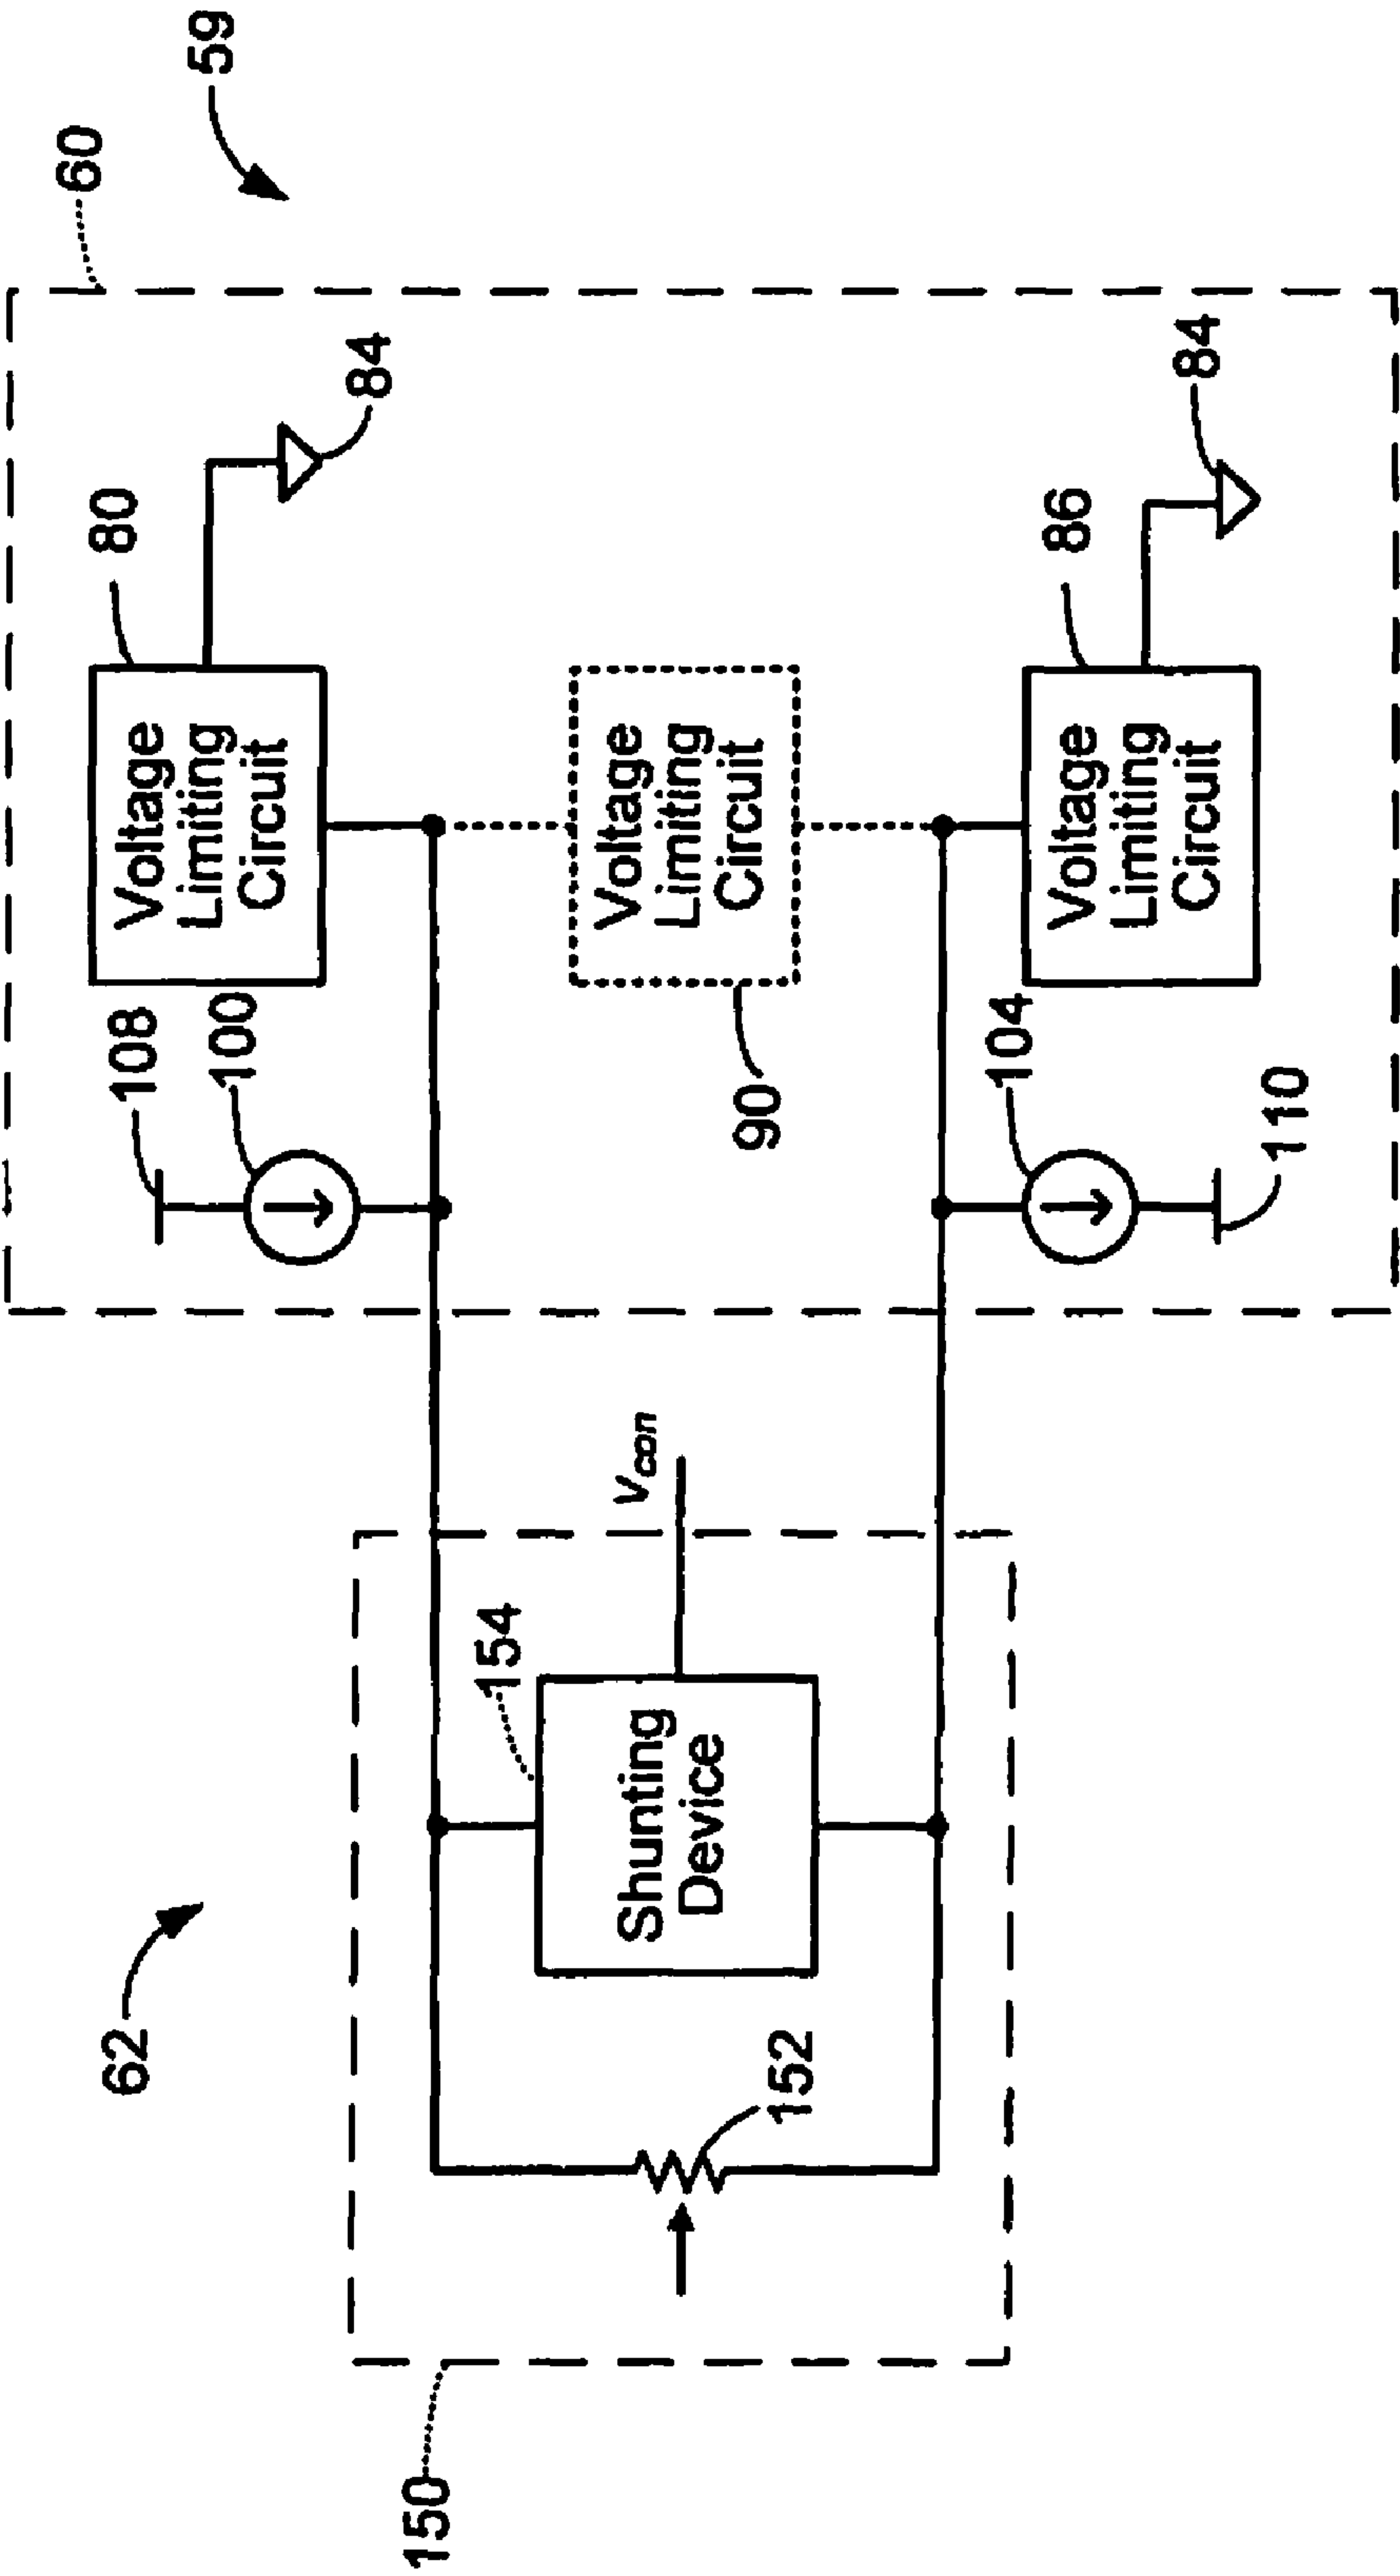 60
59
62
80
108
100
Voltage
Limiting
Circuit
84
150
154
V_con
Shunting
Device
Voltage
Limiting
Circuit
90
152
104
86
Voltage
Limiting
Circuit
84
110